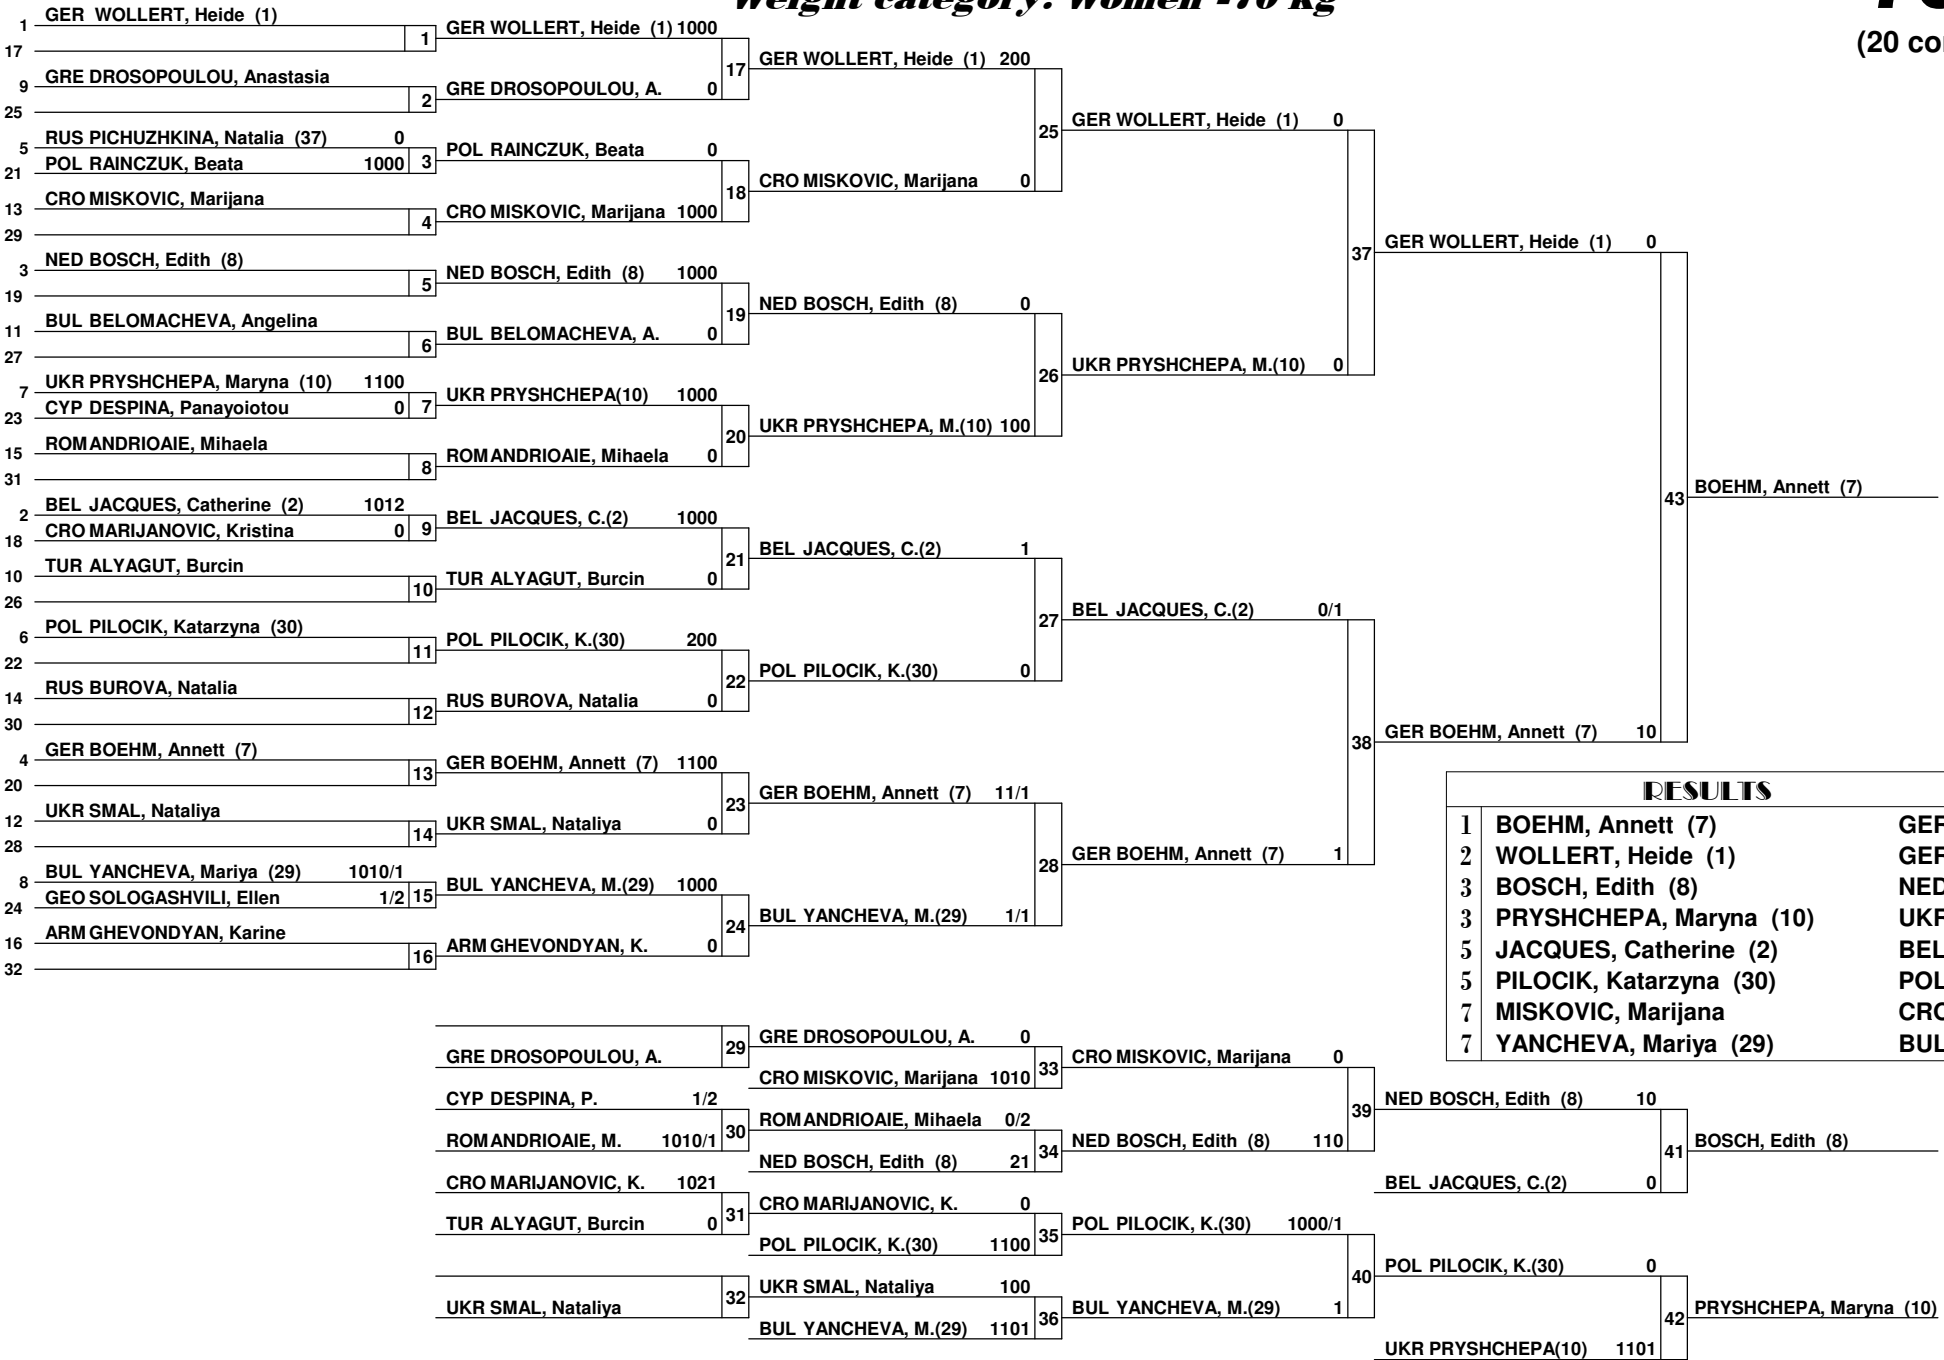 Weight category: Women -70 kg
(20
1 GER WOLLERT, Heide (1)
17
1
9 GRE DROSOPOULOU, Anastasia
25
2
5 RUS PICHUZHKINA, Natalia (37) 0
21 POL RAINCZUK, Beata 1000
3
13 CRO MISKOVIC, Marijana
29
4
3 NED BOSCH, Edith (8)
19
5
11 BUL BELOMACHEVA, Angelina
27
6
7 UKR PRYSHCHEPA, Maryna (10) 1100
23 CYP DESPINA, Panayoiotou 0
7
15 ROM ANDRIOAIE, Mihaela
31
8
2 BEL JACQUES, Catherine (2) 1012
18 CRO MARIJANOVIC, Kristina 0
9
10 TUR ALYAGUT, Burcin
26
10
6 POL PILOCIK, Katarzyna (30)
22
11
14 RUS BUROVA, Natalia
30
12
4 GER BOEHM, Annett (7)
20
13
12 UKR SMAL, Nataliya
28
14
8 BUL YANCHEVA, Mariya (29) 1010/1
24 GEO SOLOGASHVILI, Ellen 1/2
15
16 ARM GHEVONDYAN, Karine
32
16
GER WOLLERT, Heide (1) 1000
GRE DROSOPOULOU, A. 0
17
POL RAINCZUK, Beata 0
CRO MISKOVIC, Marijana 1000
18
NED BOSCH, Edith (8) 1000
BUL BELOMACHEVA, A. 0
19
UKR PRYSHCHEPA(10) 1000
ROM ANDRIOAIE, Mihaela 0
20
BEL JACQUES, C.(2) 1000
TUR ALYAGUT, Burcin 0
21
POL PILOCIK, K.(30) 200
RUS BUROVA, Natalia 0
22
GER BOEHM, Annett (7) 1100
UKR SMAL, Nataliya 0
23
BUL YANCHEVA, M.(29) 1000
ARM GHEVONDYAN, K. 0
24
GER WOLLERT, Heide (1) 200
CRO MISKOVIC, Marijana 0
25
NED BOSCH, Edith (8) 0
UKR PRYSHCHEPA, M.(10) 100
26
BEL JACQUES, C.(2) 1
POL PILOCIK, K.(30) 0
27
GER BOEHM, Annett (7) 11/1
BUL YANCHEVA, M.(29) 1/1
28
GER WOLLERT, Heide (1) 0
UKR PRYSHCHEPA, M.(10) 0
37
BEL JACQUES, C.(2) 0/1
GER BOEHM, Annett (7) 1
38
GER WOLLERT, Heide (1) 0
GER BOEHM, Annett (7) 10
43
BOEHM, Annett (7)
RESULTS
1 BOEHM, Annett (7) GER
2 WOLLERT, Heide (1) GER
3 BOSCH, Edith (8) NED
3 PRYSHCHEPA, Maryna (10) UKR
5 JACQUES, Catherine (2) BEL
5 PILOCIK, Katarzyna (30) POL
7 MISKOVIC, Marijana CRO
7 YANCHEVA, Mariya (29) BUL
GRE DROSOPOULOU, A.
29
CYP DESPINA, P. 1/2
ROM ANDRIOAIE, M. 1010/1
30
CRO MARIJANOVIC, K. 1021
TUR ALYAGUT, Burcin 0
31
UKR SMAL, Nataliya
32
GRE DROSOPOULOU, A. 0
CRO MISKOVIC, Marijana 1010
33
ROM ANDRIOAIE, Mihaela 0/2
NED BOSCH, Edith (8) 21
34
CRO MARIJANOVIC, K. 0
POL PILOCIK, K.(30) 1100
35
UKR SMAL, Nataliya 100
BUL YANCHEVA, M.(29) 1101
36
CRO MISKOVIC, Marijana 0
NED BOSCH, Edith (8) 110
39
POL PILOCIK, K.(30) 1000/1
BUL YANCHEVA, M.(29) 1
40
NED BOSCH, Edith (8) 10
BEL JACQUES, C.(2) 0
41
BOSCH, Edith (8)
POL PILOCIK, K.(30) 0
UKR PRYSHCHEPA(10) 1101
42
PRYSHCHEPA, Maryna (10)